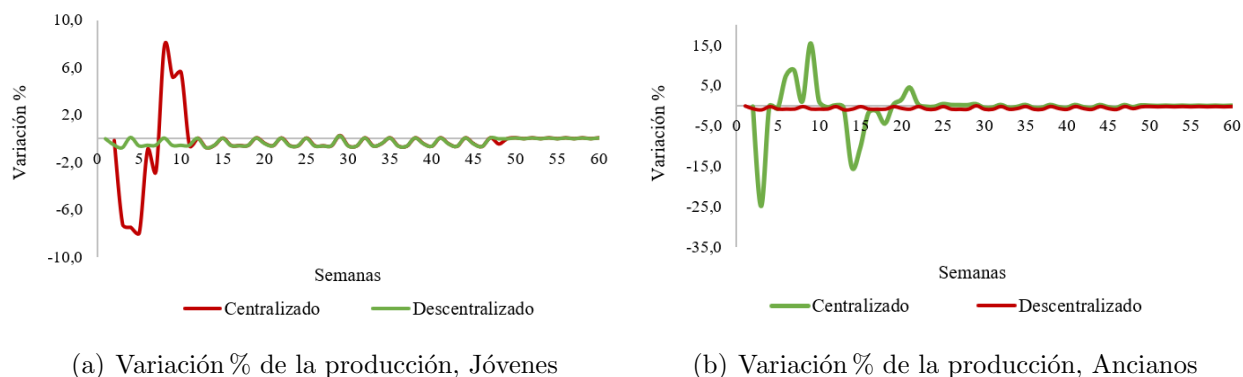 10,0
6,0
2,0
-2,0
-6,0
-10,0
Variación %
0 5 10 15 20 25 30 35 40 45 50 55 60
Semanas
Centralizado Descentralizado
(a) Variación % de la producción, Jóvenes
15,0
5,0
-5,0
-15,0
-25,0
-35,0
Variación %
0 5 10 15 20 25 30 35 40 45 50 55 60
Semanas
Centralizado Descentralizado
(b) Variación % de la producción, Ancianos